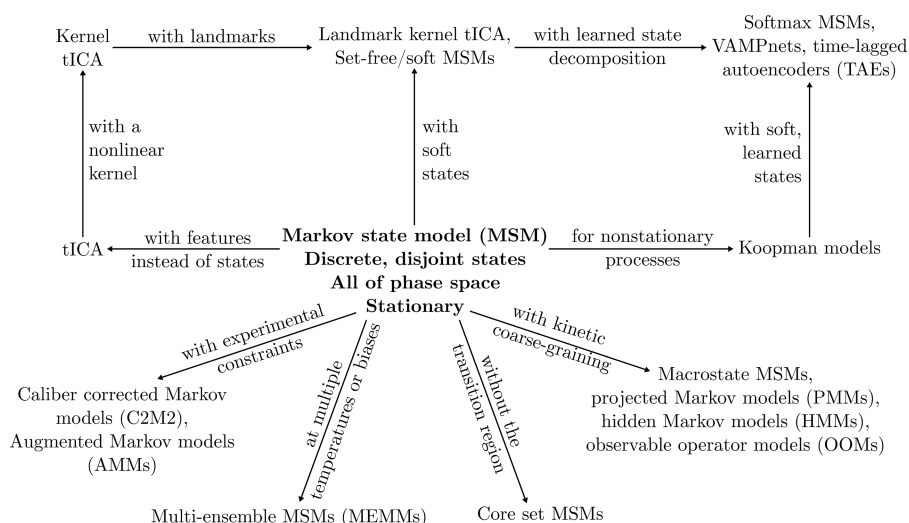 Kernel
tICA
with landmarks
Landmark kernel tICA,
Set-free/soft MSMs
with learned state
decomposition
Softmax MSMs,
VAMPnets, time-lagged
autoencoders (TAEs)
with a
nonlinear
kernel
with
soft
states
with soft,
learned
states
tICA
with features
instead of states
Markov state model (MSM)
Discrete, disjoint states
All of phase space
Stationary
for nonstationary
processes
Koopman models
with experimental
constraints
at multiple
temperatures or biases
without the
transition region
with kinetic
coarse-graining
Caliber corrected Markov
models (C2M2),
Augmented Markov models
(AMMs)
Macrostate MSMs,
projected Markov models (PMMs),
hidden Markov models (HMMs),
observable operator models (OOMs)
Multi-ensemble MSMs (MEMMs)
Core set MSMs